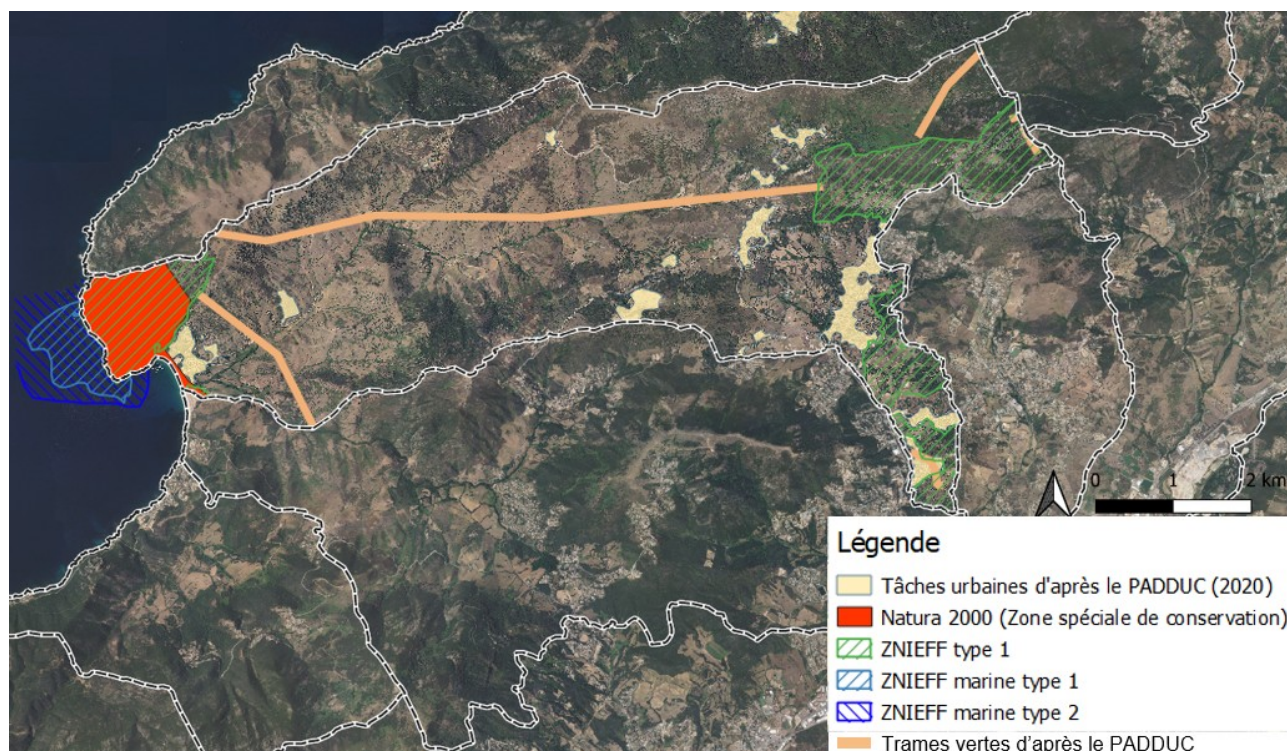 0 1 2 km
Légende
Tâches urbaines d'après le PADDUC (2020)
Natura 2000 (Zone spéciale de conservation)
ZNIEFF type 1
ZNIEFF marine type 1
ZNIEFF marine type 2
Trames vertes d’après le PADDUC